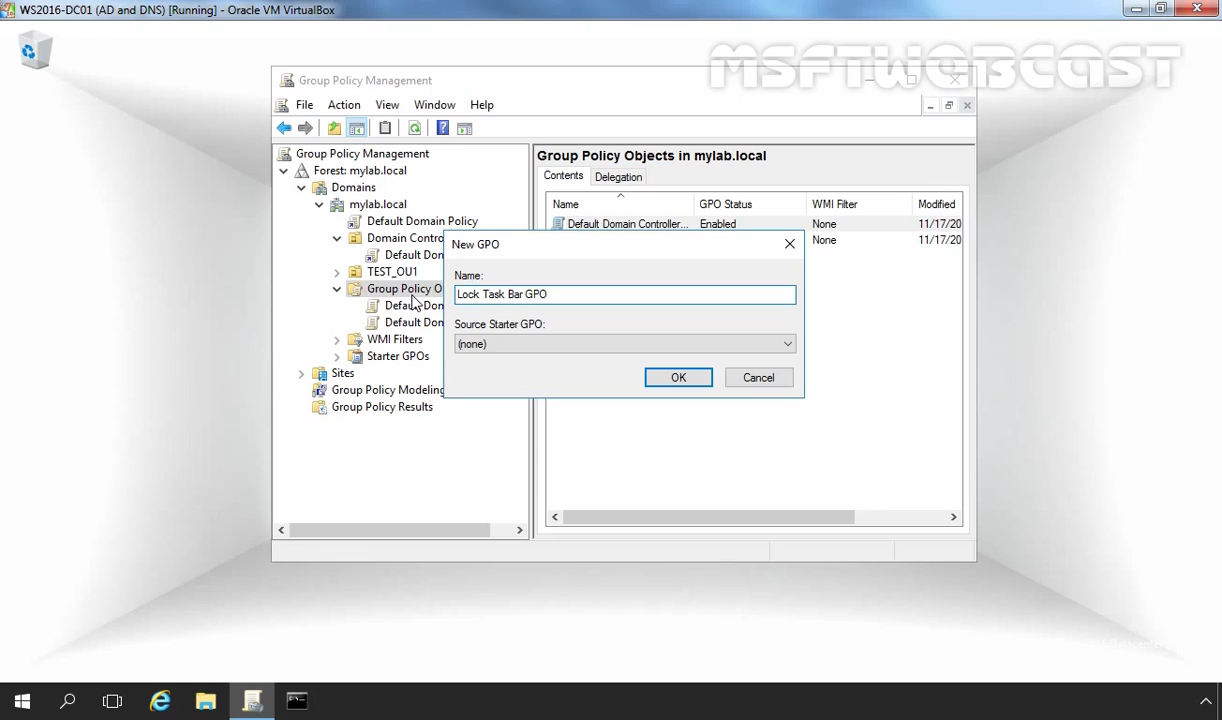 WS2016-DC01 (AD and DNS) [Running] - Oracle VM VirtualBox
MSFTWEBCAST
Group Policy Management
File Action View Window Help
Group Policy Management
Forest: mylab.local
Domains
mylab.local
Default Domain Policy
Domain Contro
Default Don
TEST_OU1
Group Policy O
Default Don
Default Don
WMI Filters
Starter GPOs
Sites
Group Policy Modeling
Group Policy Results
Group Policy Objects in mylab.local
Contents Delegation
Name GPO Status WMI Filter Modified
Default Domain Controller... Enabled None 11/17/20
None 11/17/20
New GPO
Name:
Lock Task Bar GPO
Source Starter GPO:
(none)
OK Cancel